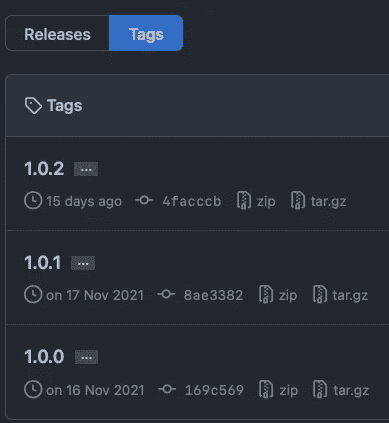 Releases Tags
Tags
1.0.2 ...
15 days ago 4facccb zip tar.gz
1.0.1 ...
on 17 Nov 2021 8ae3382 zip tar.gz
1.0.0 ...
on 16 Nov 2021 169c569 zip tar.gz